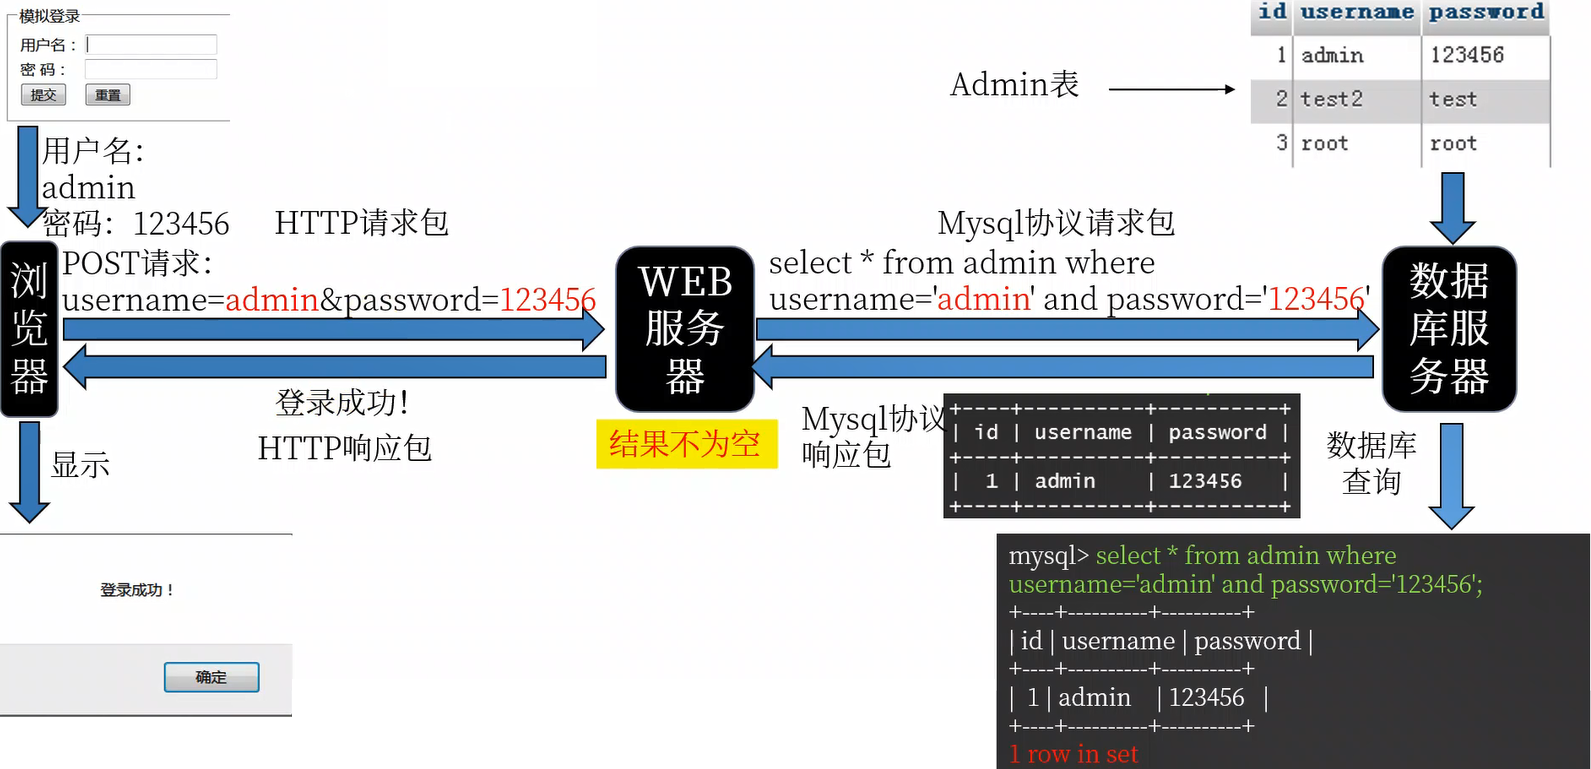 模拟登录
用户名：
密 码：
提交 重置
用户名：
admin
密码：123456
HTTP请求包
POST请求：
username=admin&password=123456
浏览器
登录成功！
HTTP响应包
显示
登录成功！
确定
WEB
服务
器
结果不为空
Admin表
id username password
1 admin 123456
2 test2 test
3 root root
Mysql协议请求包
select * from admin where
username='admin' and password='123456'
数据
库服
务器
Mysql协议
响应包
+----+----------+----------+
| id | username | password |
+----+----------+----------+
| 1 | admin | 123456 |
+----+----------+----------+
数据库
查询
mysql> select * from admin where
username='admin' and password='123456';
+----+----------+----------+
| id | username | password |
+----+----------+----------+
| 1 | admin | 123456 |
+----+----------+----------+
1 row in set